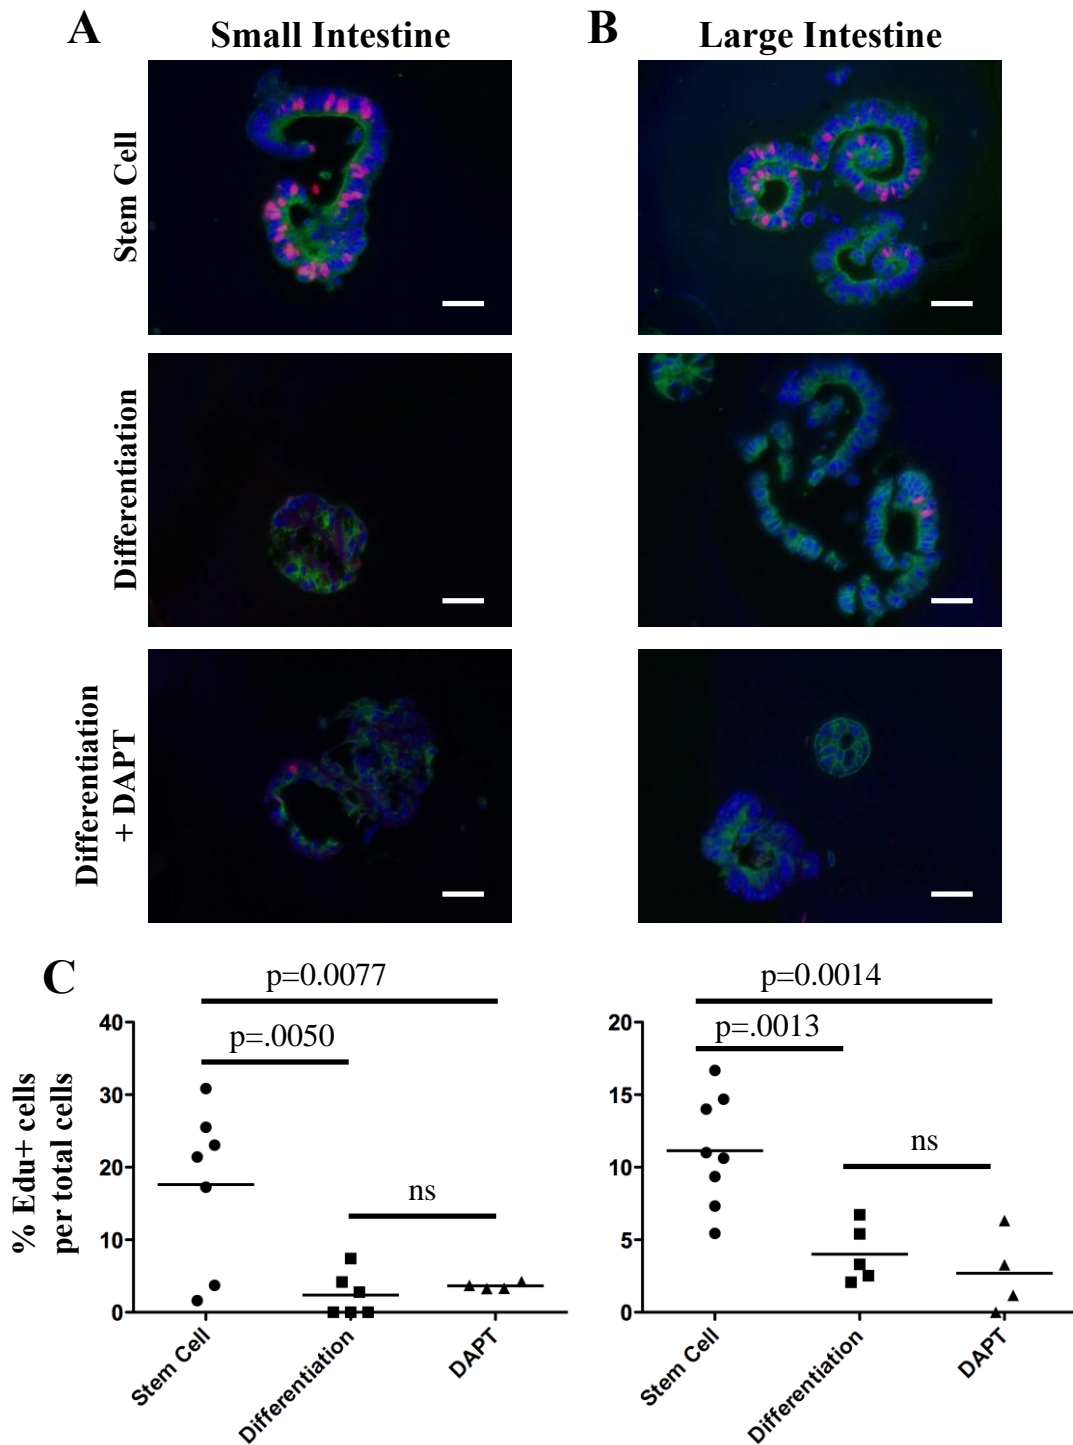 A
Small Intestine
B
Large Intestine
Stem Cell
Differentiation
Differentiation
+ DAPT
C
p=0.0077
p=.0050
ns
40
30
20
10
0
% Edu+ cells
per total cells
Stem Cell
Differentiation
DAPT
p=0.0014
p=.0013
ns
20
15
10
5
0
Stem Cell
Differentiation
DAPT